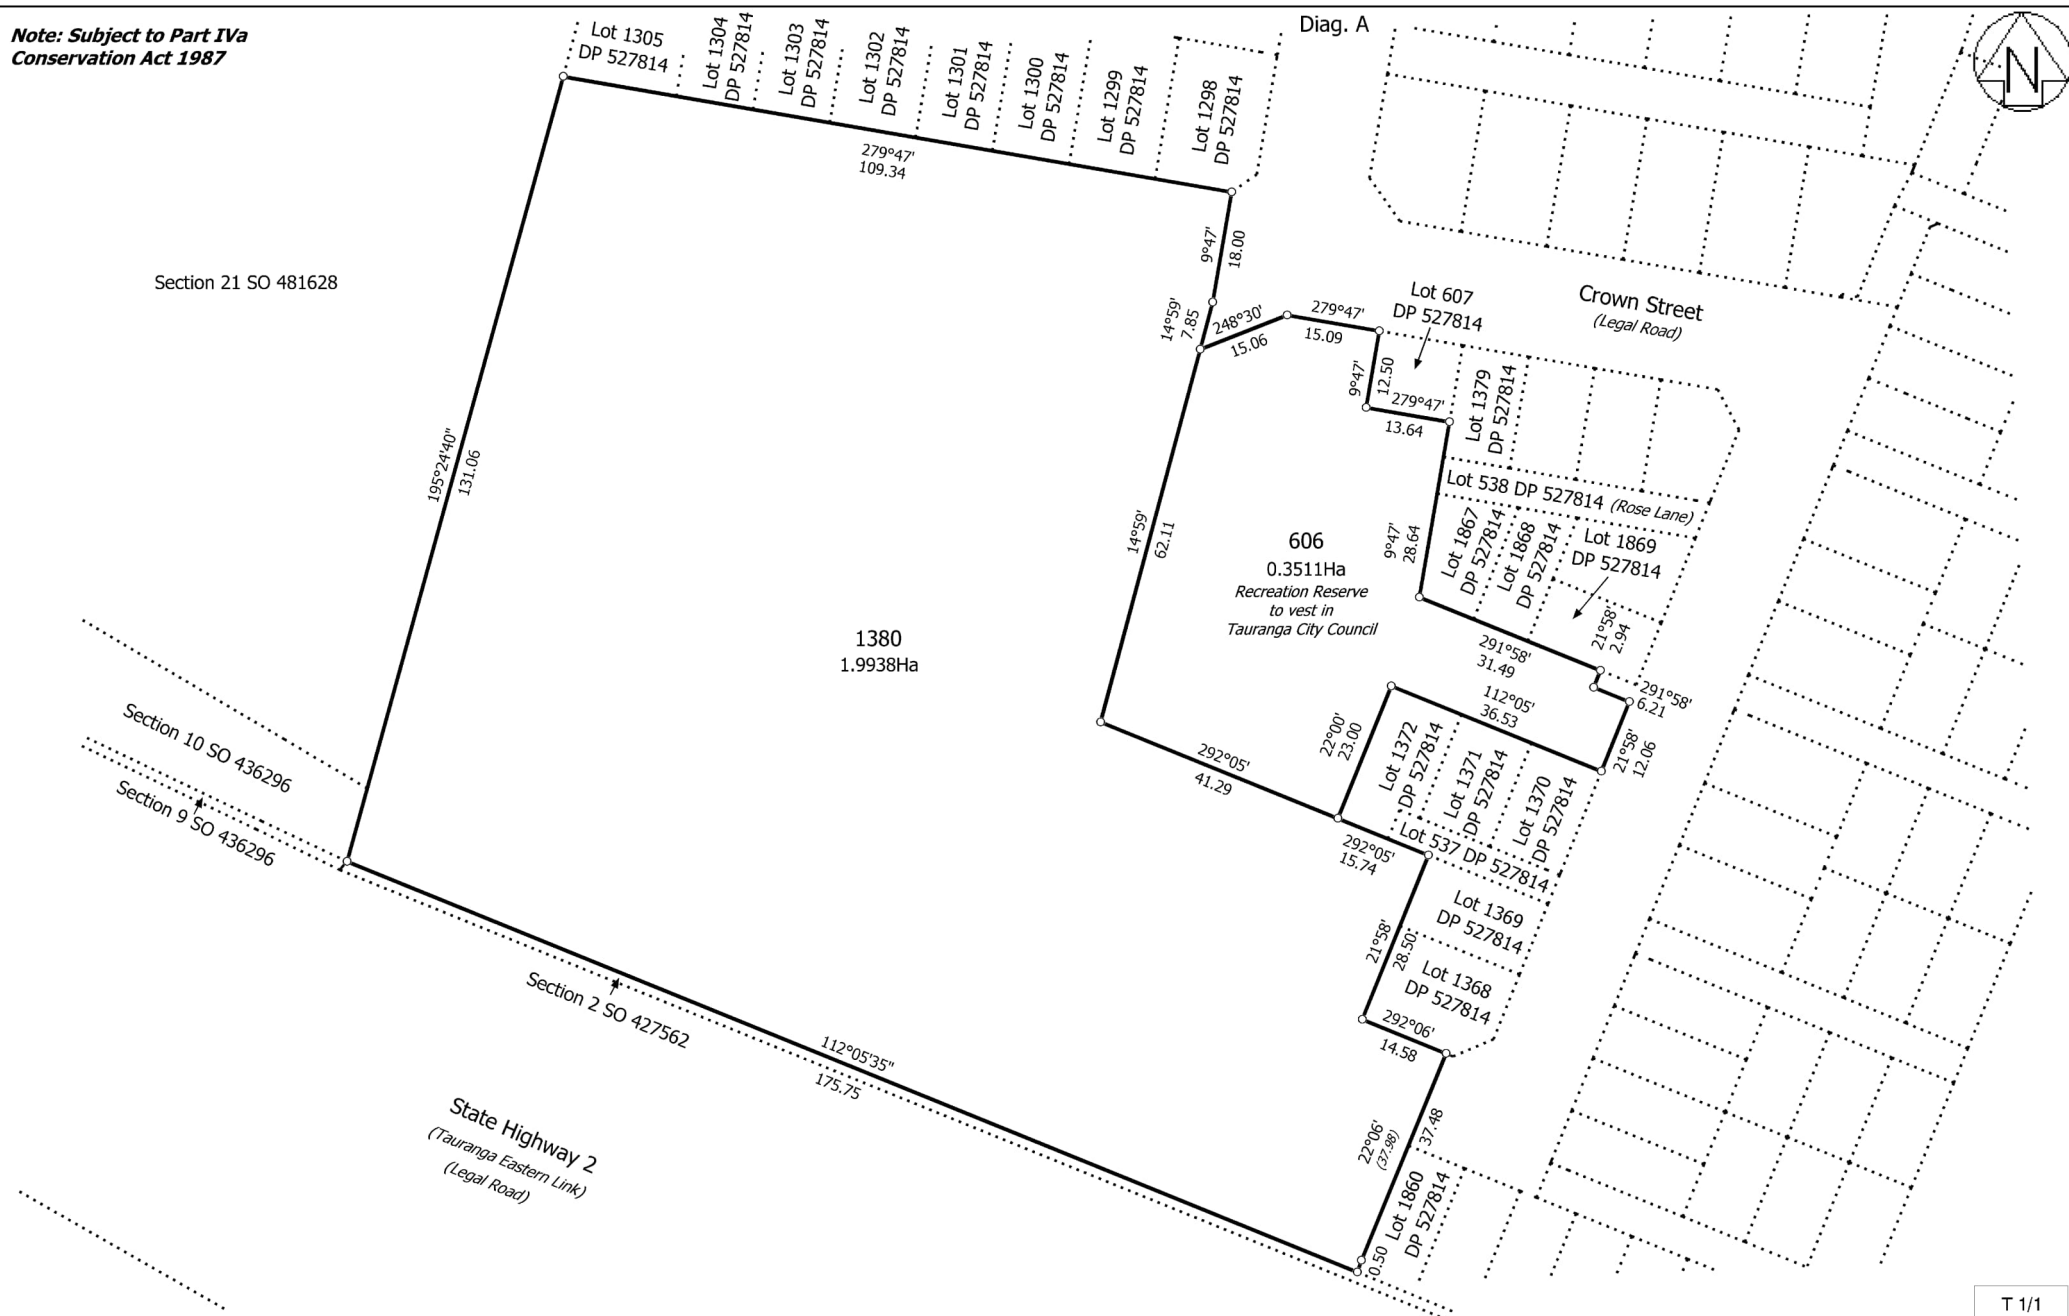 Note: Subject to Part IVa
Conservation Act 1987
Diag. A
N
Lot 1305
DP 527814
Lot 1304
DP 527814
Lot 1303
DP 527814
Lot 1302
DP 527814
Lot 1301
DP 527814
Lot 1300
DP 527814
Lot 1299
DP 527814
Lot 1298
DP 527814
279°47'
109.34
9°47'
18.00
Section 21 SO 481628
14°59'
7.85
248°30'
15.06
279°47'
15.09
Lot 607
DP 527814
Crown Street
(Legal Road)
9°47'
12.50
279°47'
13.64
Lot 1379
DP 527814
195°24'40"
131.06
Lot 538 DP 527814 (Rose Lane)
14°59'
62.11
9°47'
28.64
Lot 1867
DP 527814
Lot 1868
DP 527814
Lot 1869
DP 527814
606
0.3511Ha
Recreation Reserve
to vest in
Tauranga City Council
1380
1.9938Ha
291°58'
31.49
21°58'
2.94
291°58'
6.21
112°05'
36.53
21°58'
12.06
22°00'
23.00
Lot 1372
DP 527814
Lot 1371
DP 527814
Lot 1370
DP 527814
292°05'
41.29
Section 10 SO 436296
Section 9 SO 436296
292°05'
15.74
Lot 537 DP 527814
Lot 1369
DP 527814
21°58'
28.50
Lot 1368
DP 527814
Section 2 SO 427562
292°06'
14.58
112°05'35"
175.75
State Highway 2
(Tauranga Eastern Link)
(Legal Road)
22°06'
(37.98)
37.48
Lot 1860
DP 527814
0.50
T 1/1